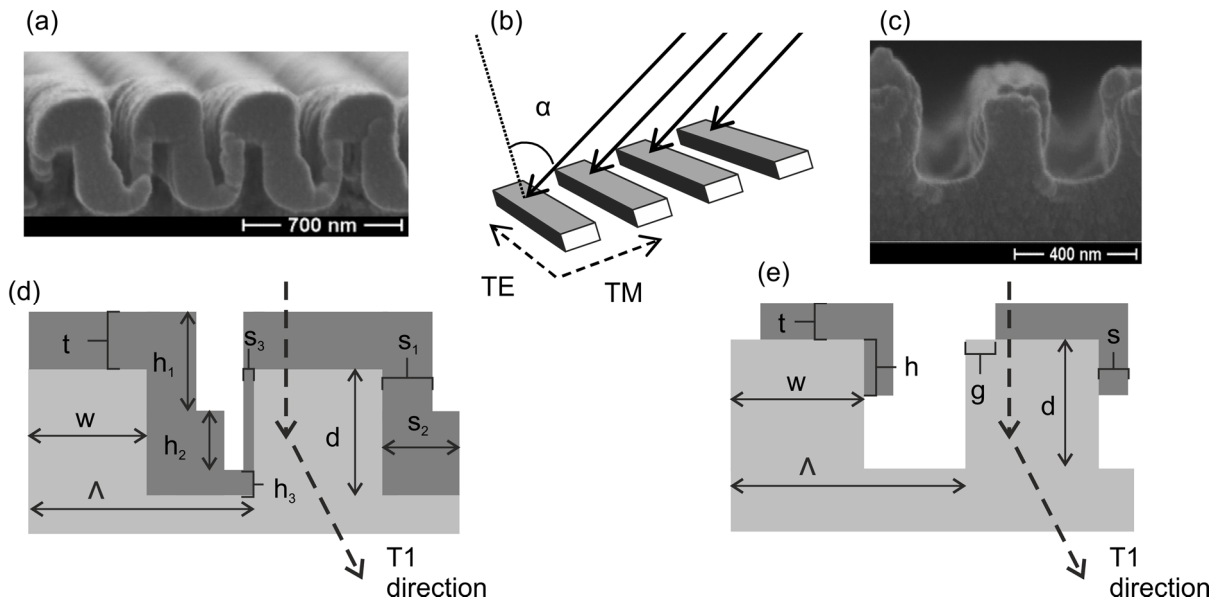 (a)
(b)
(c)
α
700 nm
400 nm
TE
TM
(d)
(e)
t
h₁
s₃
s₁
w
h₂
d
s₂
Λ
h₃
T1
direction
t
h
s
w
g
d
Λ
T1
direction